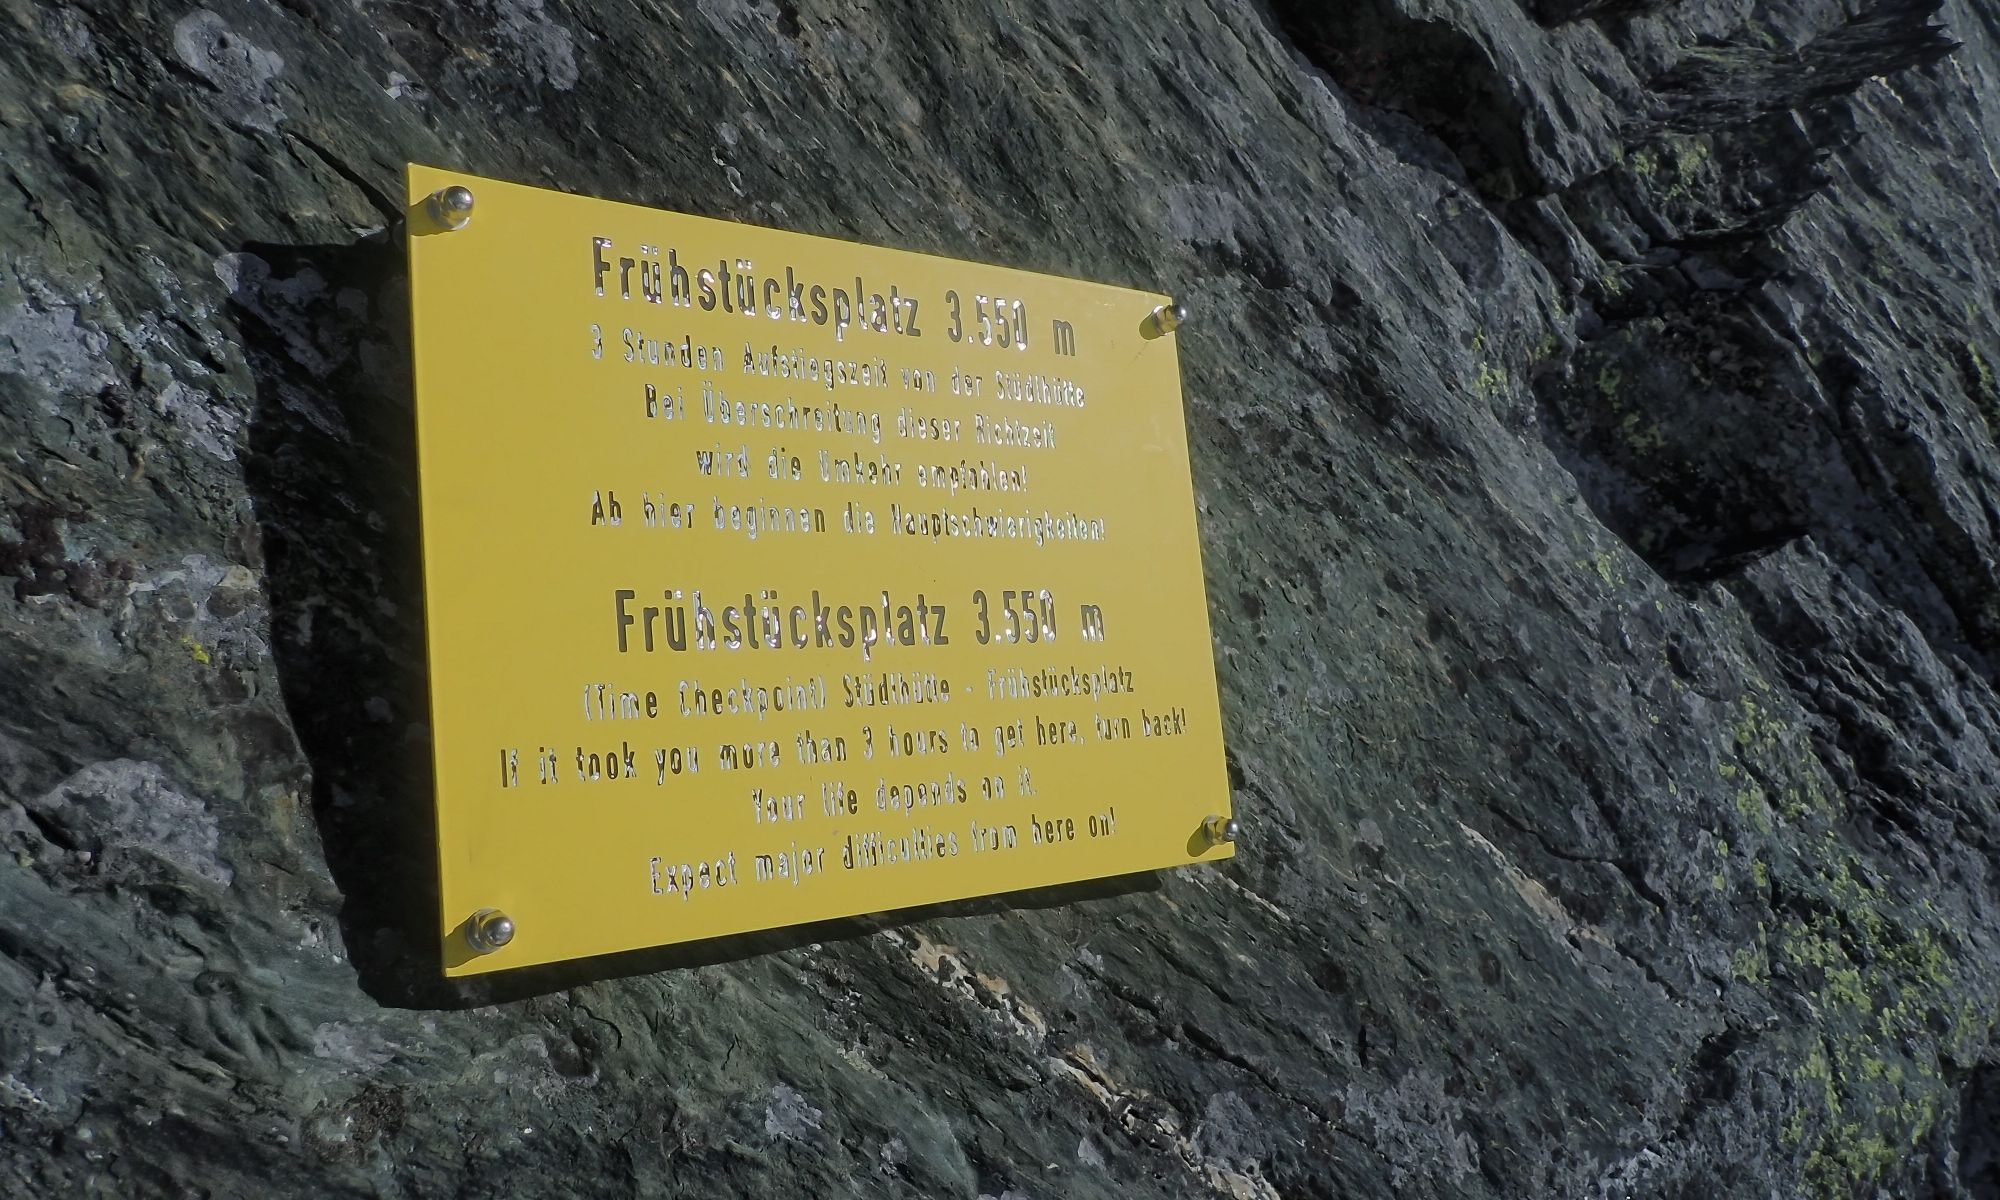 Frühstücksplatz 3.550 m
3 Stunden Aufstiegszeit von der Stüdlhütte
Bei Überschreitung dieser Richtzeit
wird die Umkehr empfohlen!
Ab hier beginnen die Hauptschwierigkeiten!
Frühstücksplatz 3.550 m
(Time Checkpoint) Stüdlhütte - Frühstücksplatz
If it took you more than 3 hours to get here, turn back!
Your life depends on it.
Expect major difficulties from here on!